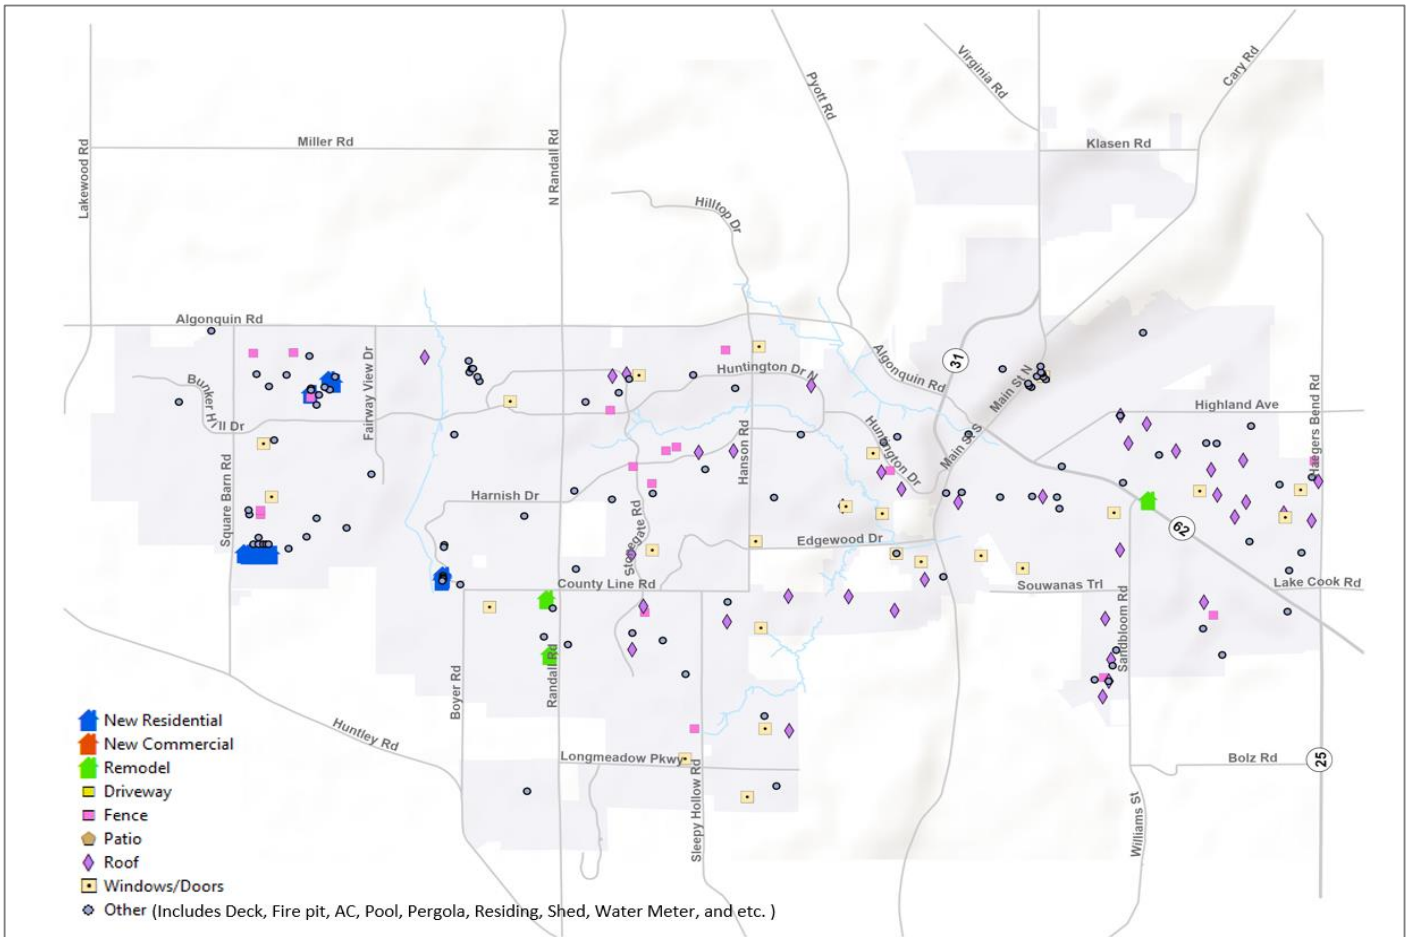 Virginia Rd
Cary Rd
Pyott Rd
Miller Rd
Klasen Rd
Lakewood Rd
N Randall Rd
Hilltop Dr
Algonquin Rd
Algonquin Rd
31
Huntington Dr N
Main St N
Bunker Hill Dr
Fairway View Dr
Highland Ave
Haegers Bend Rd
Huntington Dr
Main St S
Hanson Rd
Square Barn Rd
Harnish Dr
Stonegate Rd
62
Edgewood Dr
County Line Rd
Souwanas Trl
Lake Cook Rd
Sandbloom Rd
Boyer Rd
Randall Rd
Huntley Rd
Longmeadow Pkwy
Bolz Rd
25
Sleepy Hollow Rd
Williams St
New Residential
New Commercial
Remodel
Driveway
Fence
Patio
Roof
Windows/Doors
Other (Includes Deck, Fire pit, AC, Pool, Pergola, Residing, Shed, Water Meter, and etc. )